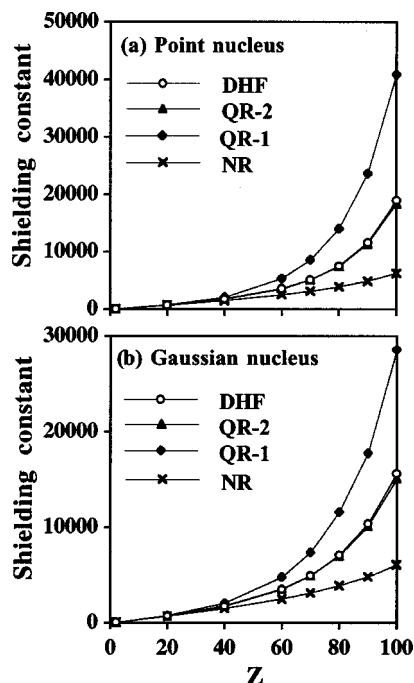 50000
(a) Point nucleus
40000
DHF
QR-2
30000
QR-1
NR
20000
10000
0
Shielding constant
30000
(b) Gaussian nucleus
DHF
QR-2
20000
QR-1
NR
10000
0
Shielding constant
0 20 40 60 80 100
Z